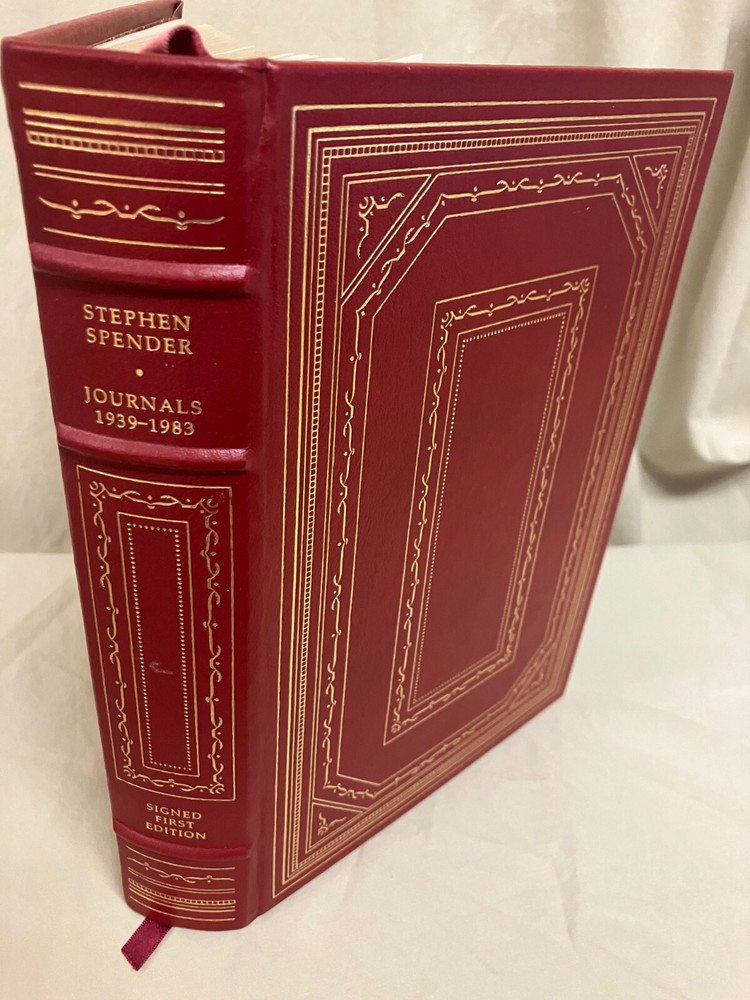 STEPHEN
SPENDER
•
JOURNALS
1939–1983
SIGNED
FIRST
EDITION